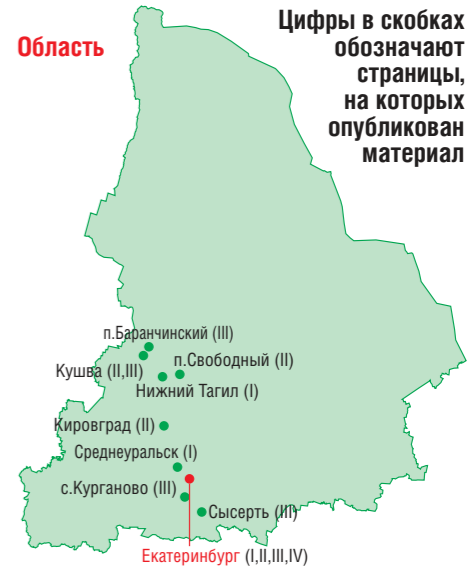 Область
Цифры в скобках
обозначают
страницы,
на которых
опубликован
материал
п.Баранчинский (III)
Кушва (II,III)
п.Свободный (II)
Нижний Тагил (I)
Кировград (II)
Среднеуральск (I)
с.Курганово (III)
Сысерть (III)
Екатеринбург (I,II,III,IV)